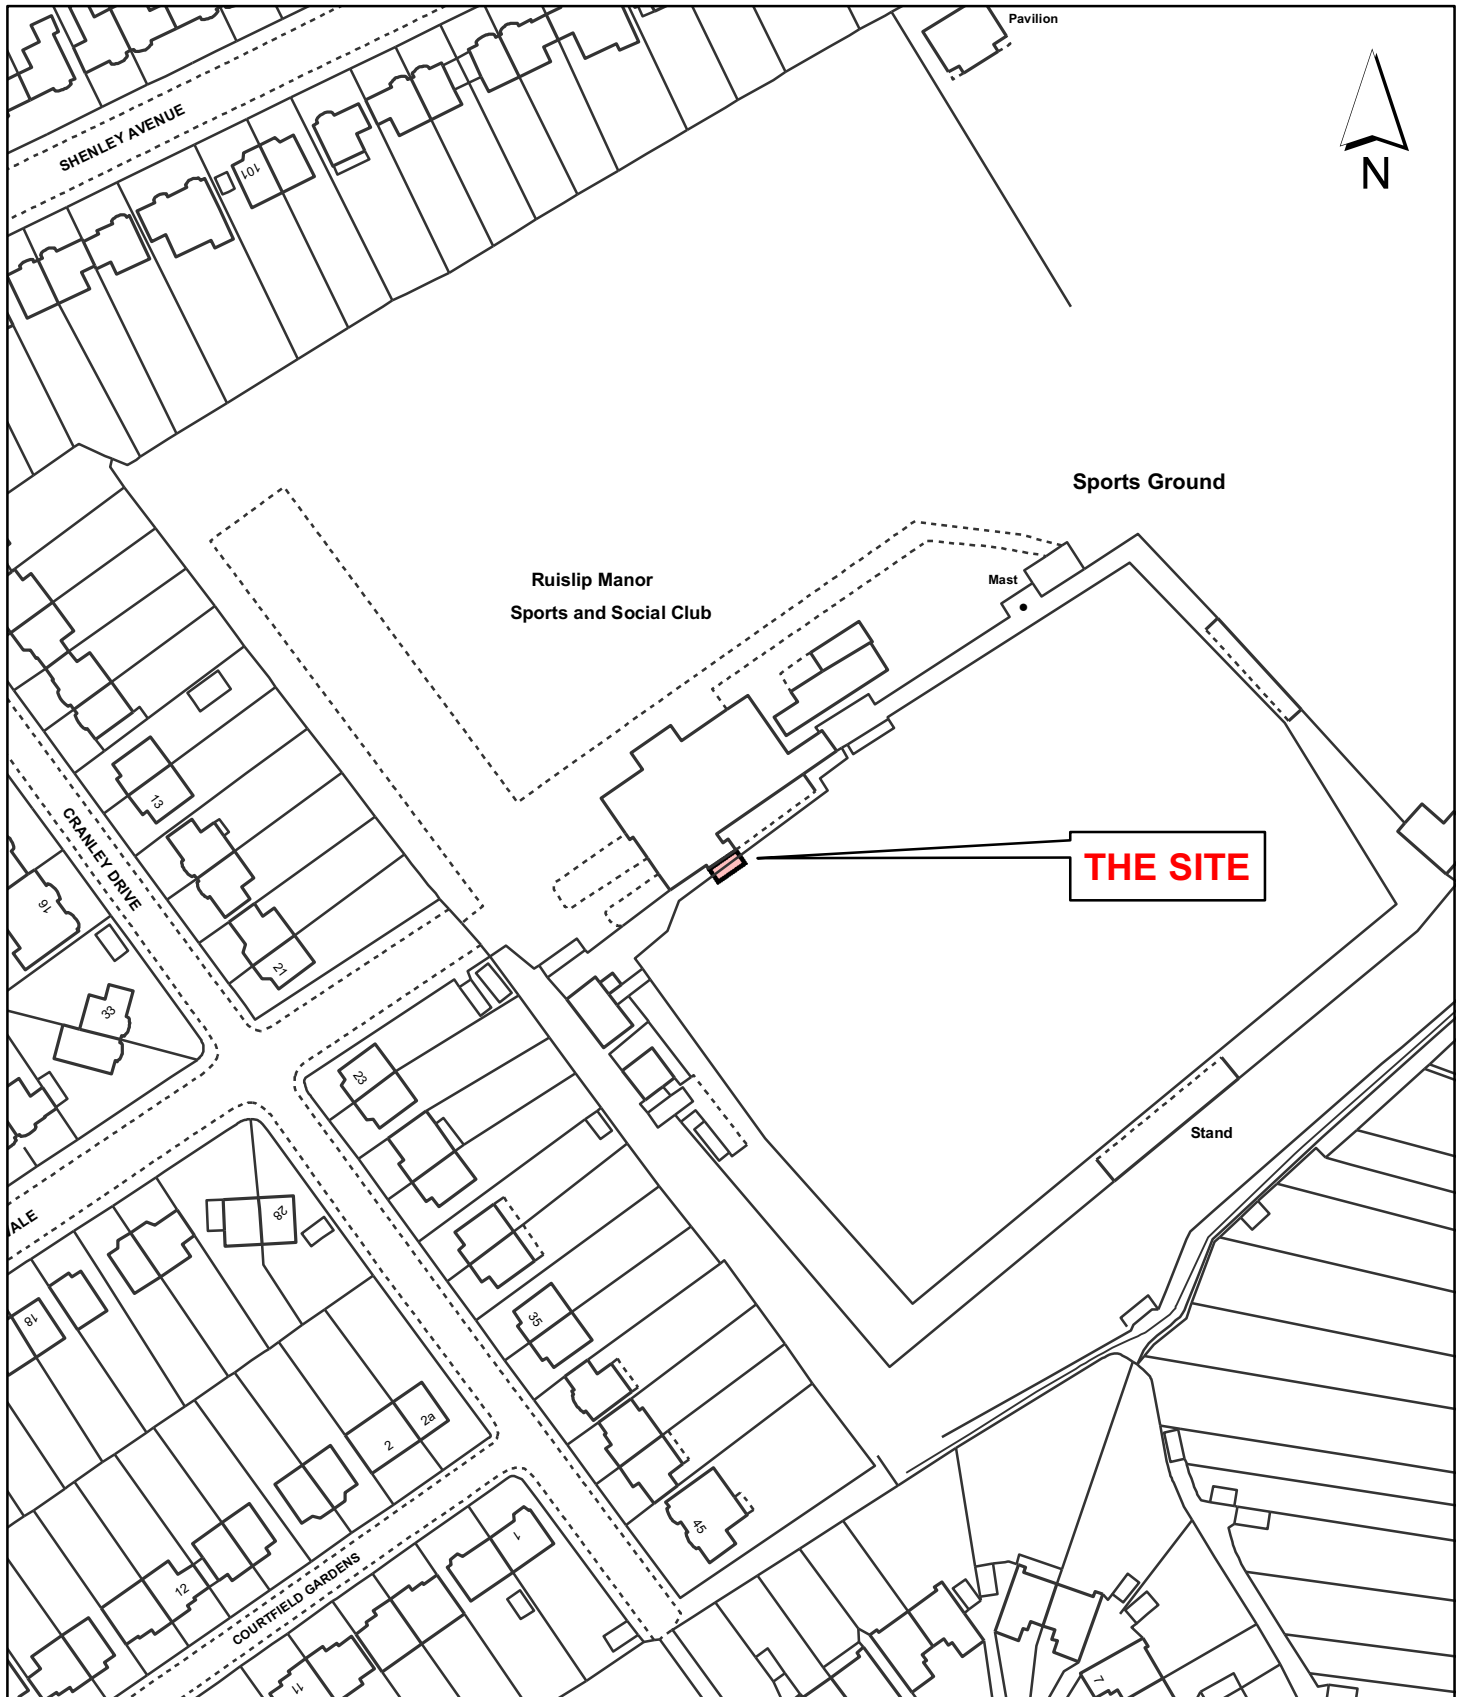 Pavilion
N
SHENLEY AVENUE
101
Sports Ground
Ruislip Manor
Sports and Social Club
Mast
13
CRANLEY DRIVE
THE SITE
16
21
33
23
Stand
28
VALE
18
35
2a
2
45
1
12
COURTFIELD GARDENS
11
7